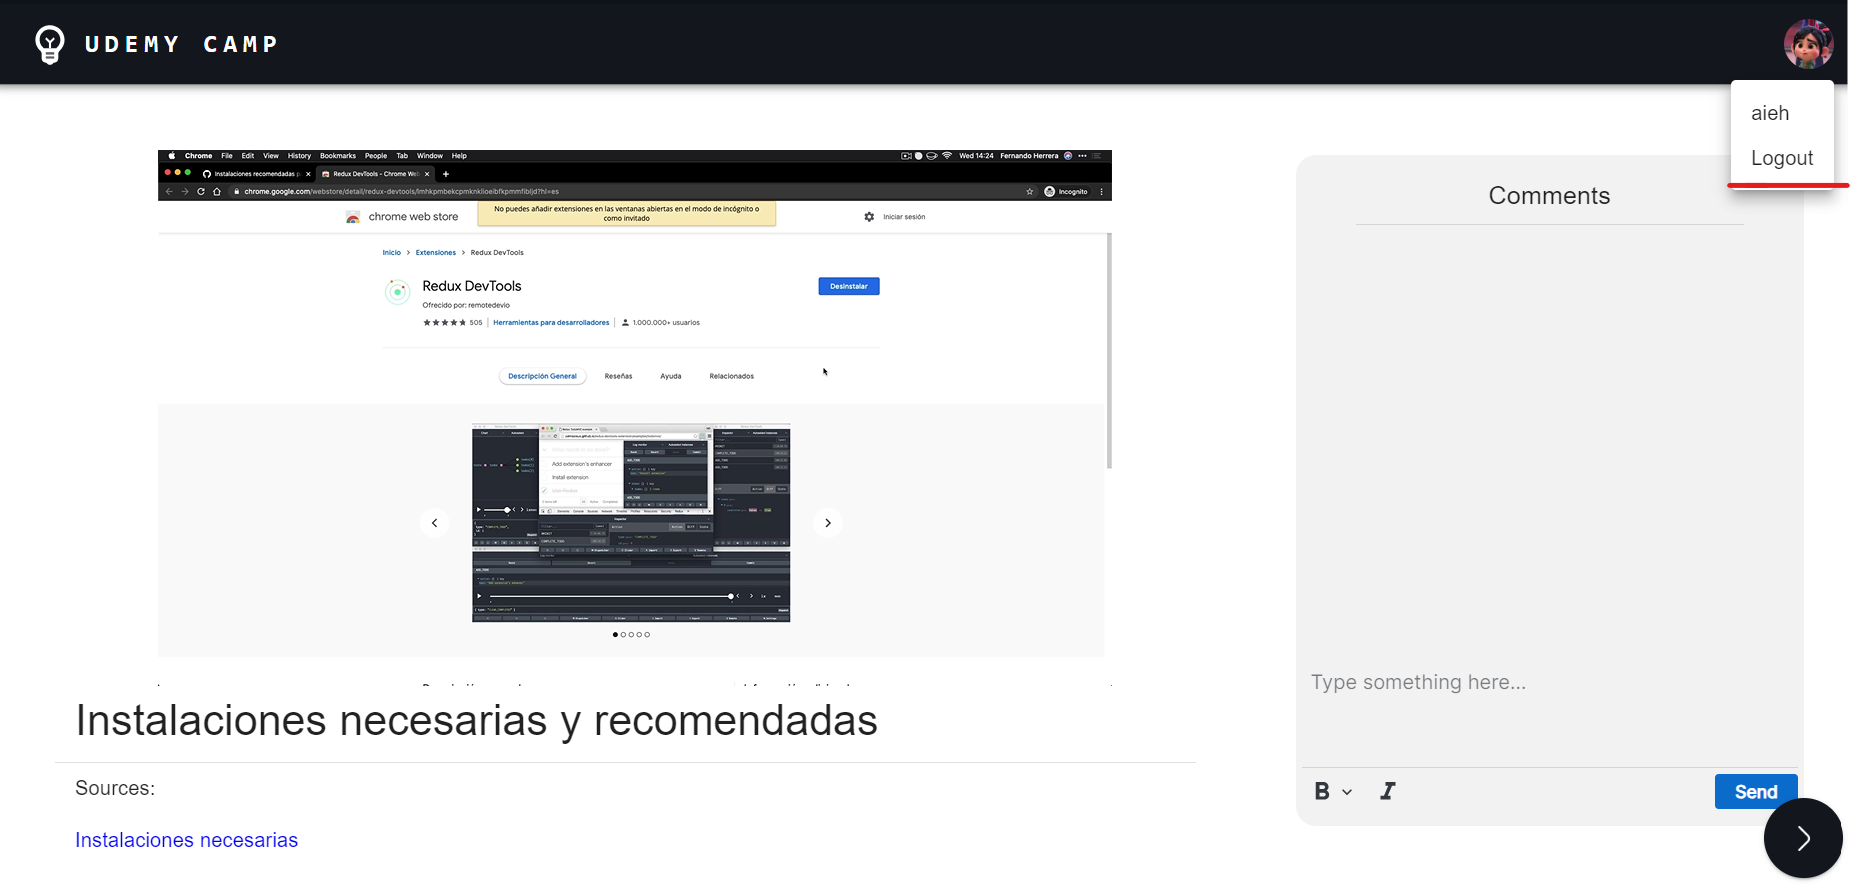 UDEMY CAMP
aieh
Logout
Chrome File Edit View History Bookmarks People Tab Window Help
Wed 14:24 Fernando Herrera
Instalaciones recomendadas
Redux DevTools - Chrome Web
chrome.google.com/webstore/detail/redux-devtools/lmhkpmbekcpmknklioeibfkpmmfibljd?hl=es
Incognito
chrome web store
No puedes añadir extensiones en las ventanas abiertas en el modo de incógnito o
como invitado
Iniciar sesión
Inicio > Extensiones > Redux DevTools
Redux DevTools
Desinstalar
Ofrecido por: remotedevio
505 | Herramientas para desarrolladores | 1.000.000+ usuarios
Descripción General
Reseñas
Ayuda
Relacionados
Add extension's enhancer
Install extension
Instalaciones necesarias y recomendadas
Sources:
Instalaciones necesarias
Comments
Type something here...
B
I
Send